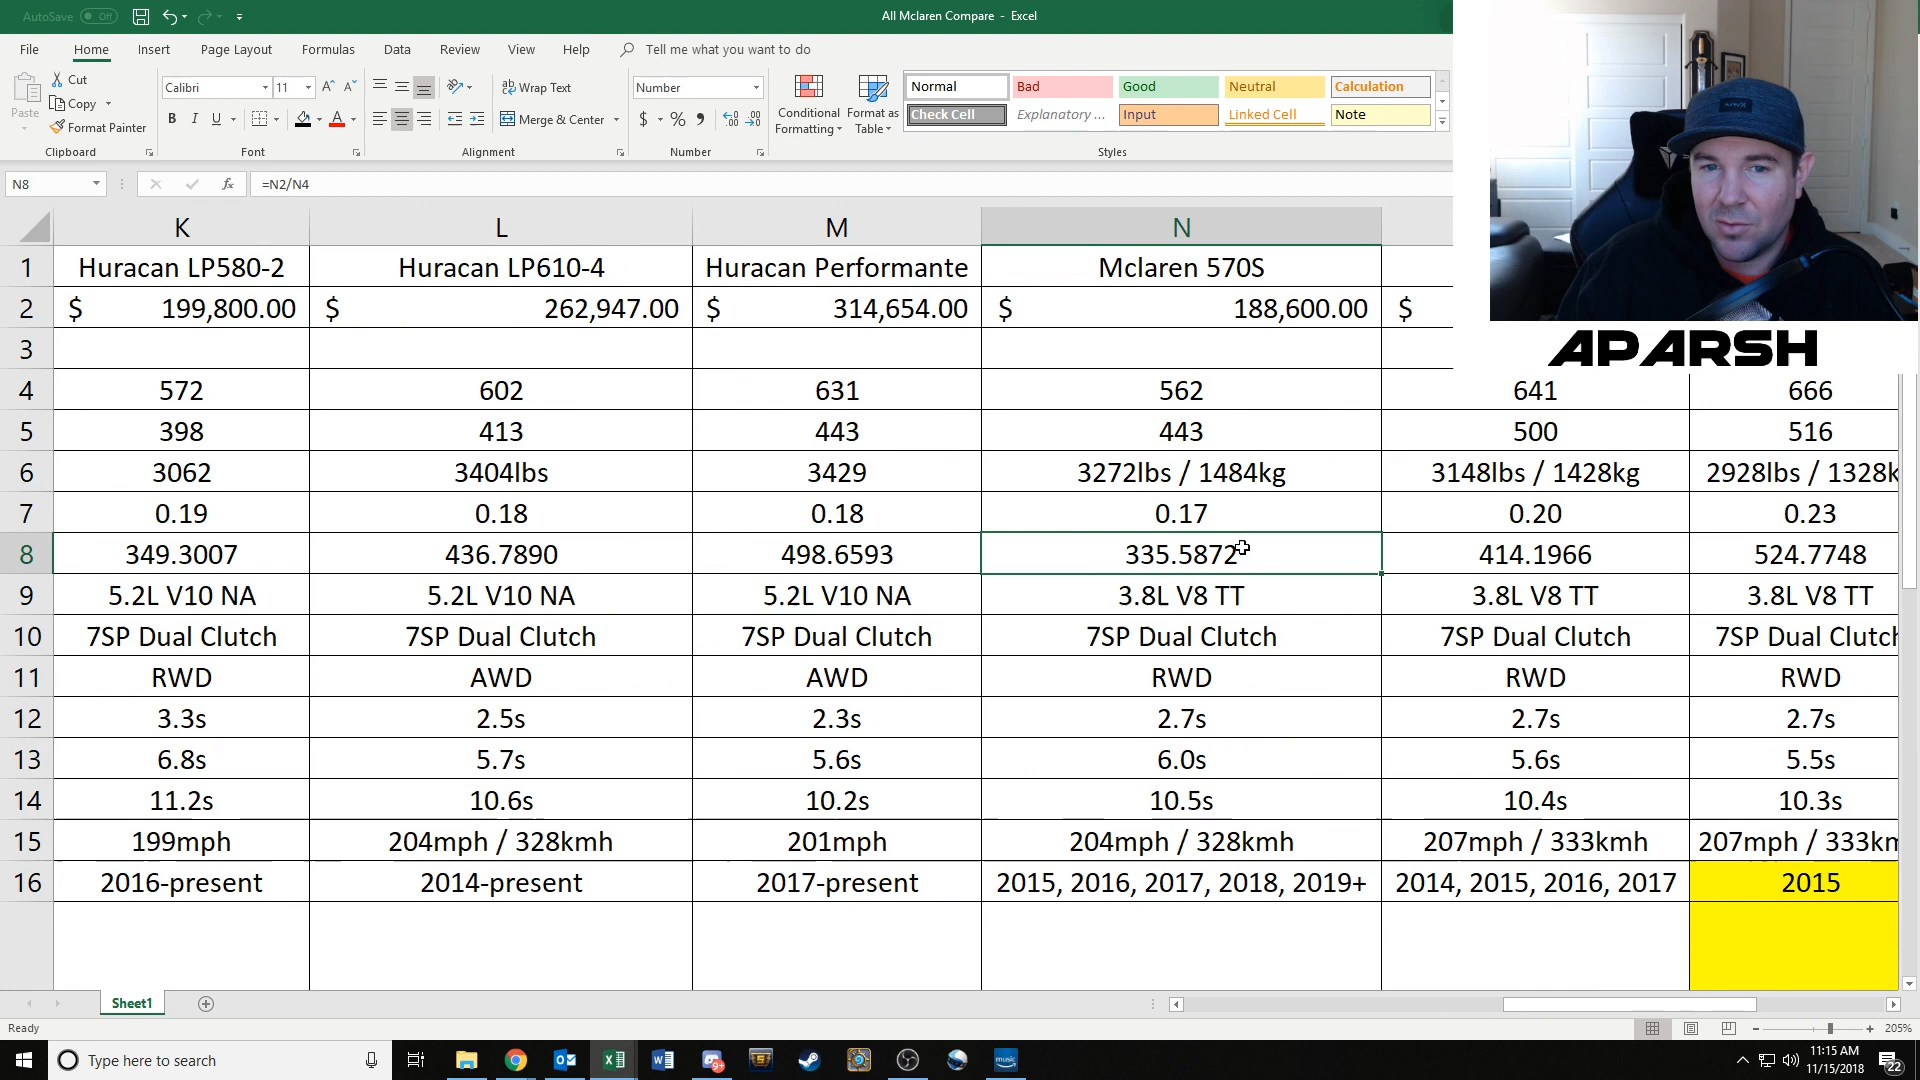 AutoSave Off
All Mclaren Compare - Excel
File Home Insert Page Layout Formulas Data Review View Help Tell me what you want to do
Paste
Cut
Copy
Format Painter
Clipboard
Calibri 11
B I U
Font
Wrap Text
Merge & Center
Alignment
Number
$ % ,
Number
Conditional Formatting
Format as Table
Normal Bad Good Neutral Calculation
Check Cell Explanatory ... Input Linked Cell Note
Styles
N8 fx =N2/N4
APARSH
K L M N
1 Huracan LP580-2 Huracan LP610-4 Huracan Performante Mclaren 570S
2 $ 199,800.00 $ 262,947.00 $ 314,654.00 $ 188,600.00 $
3
4 572 602 631 562 641 666
5 398 413 443 443 500 516
6 3062 3404lbs 3429 3272lbs / 1484kg 3148lbs / 1428kg 2928lbs / 1328k
7 0.19 0.18 0.18 0.17 0.20 0.23
8 349.3007 436.7890 498.6593 335.5872 414.1966 524.7748
9 5.2L V10 NA 5.2L V10 NA 5.2L V10 NA 3.8L V8 TT 3.8L V8 TT 3.8L V8 TT
10 7SP Dual Clutch 7SP Dual Clutch 7SP Dual Clutch 7SP Dual Clutch 7SP Dual Clutch 7SP Dual Clutch
11 RWD AWD AWD RWD RWD RWD
12 3.3s 2.5s 2.3s 2.7s 2.7s 2.7s
13 6.8s 5.7s 5.6s 6.0s 5.6s 5.5s
14 11.2s 10.6s 10.2s 10.5s 10.4s 10.3s
15 199mph 204mph / 328kmh 201mph 204mph / 328kmh 207mph / 333kmh 207mph / 333km
16 2016-present 2014-present 2017-present 2015, 2016, 2017, 2018, 2019+ 2014, 2015, 2016, 2017 2015
Sheet1
Ready
205%
Type here to search
9+
music
11:15 AM
11/15/2018
22